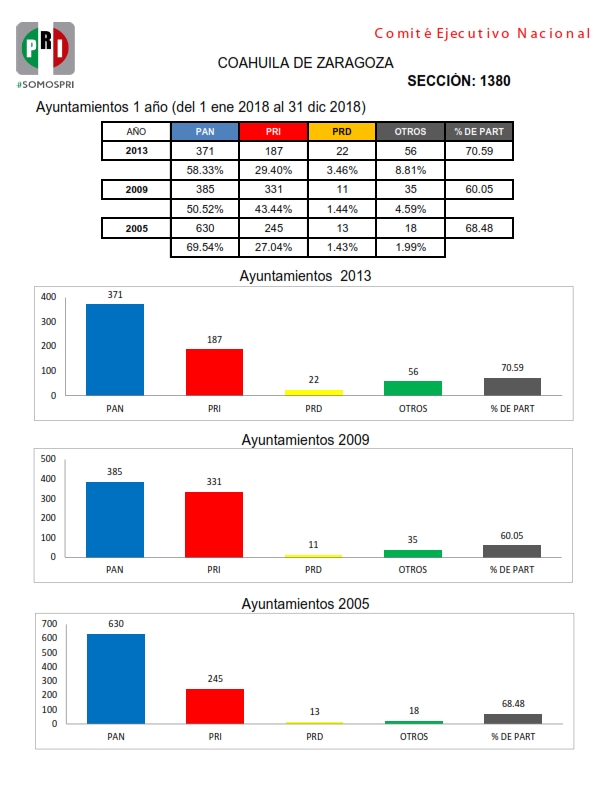 Comité Ejecutivo Nacional
PRI
#SOMOSPRI
COAHUILA DE ZARAGOZA
SECCIÓN: 1380
Ayuntamientos 1 año (del 1 ene 2018 al 31 dic 2018)
AÑO PAN PRI PRD OTROS % DE PART
2013 371 187 22 56 70.59
58.33% 29.40% 3.46% 8.81%
2009 385 331 11 35 60.05
50.52% 43.44% 1.44% 4.59%
2005 630 245 13 18 68.48
69.54% 27.04% 1.43% 1.99%
Ayuntamientos 2013
400
300
200
100
0
371 187 22 56 70.59
PAN PRI PRD OTROS % DE PART
Ayuntamientos 2009
500
400
300
200
100
0
385 331 11 35 60.05
PAN PRI PRD OTROS % DE PART
Ayuntamientos 2005
700
600
500
400
300
200
100
0
630 245 13 18 68.48
PAN PRI PRD OTROS % DE PART